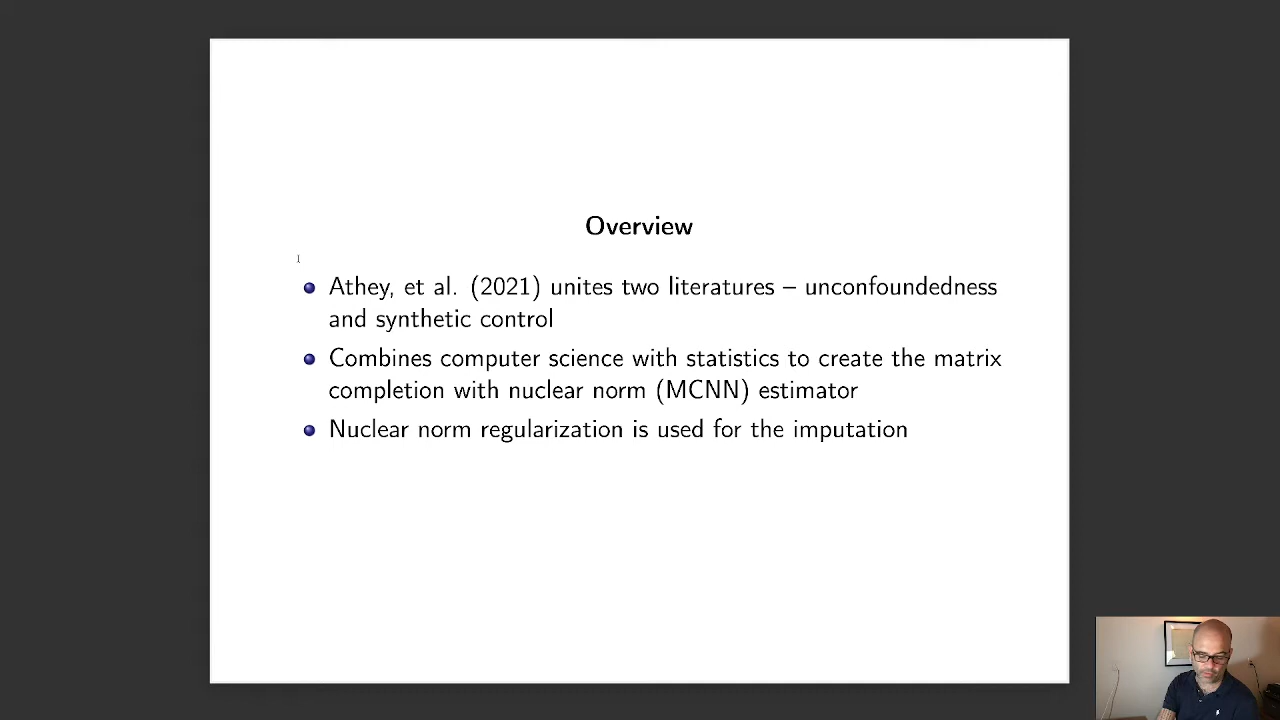 Overview
Athey, et al. (2021) unites two literatures – unconfoundedness
and synthetic control
Combines computer science with statistics to create the matrix
completion with nuclear norm (MCNN) estimator
Nuclear norm regularization is used for the imputation